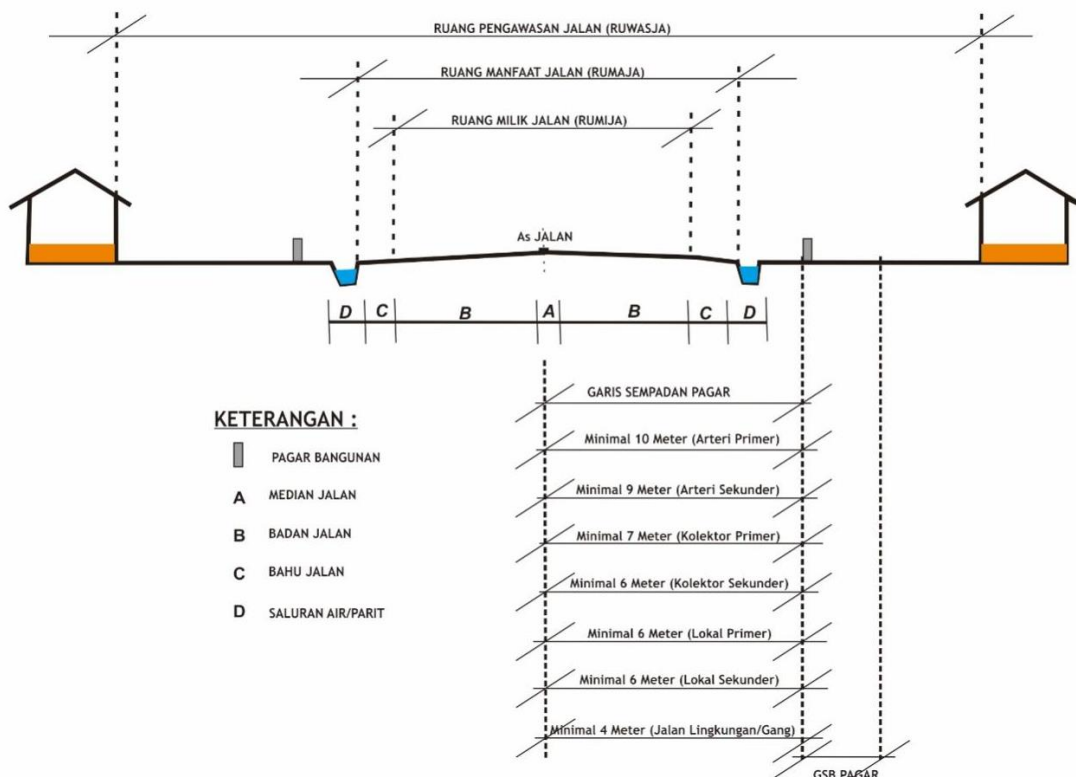 RUANG PENGAWASAN JALAN (RUWASJA)
RUANG MANFAAT JALAN (RUMAJA)
RUANG MILIK JALAN (RUMIJA)
As JALAN
D C B A B C D
GARIS SEMPADAN PAGAR
Minimal 10 Meter (Arteri Primer)
Minimal 9 Meter (Arteri Sekunder)
Minimal 7 Meter (Kolektor Primer)
Minimal 6 Meter (Kolektor Sekunder)
Minimal 6 Meter (Lokal Primer)
Minimal 6 Meter (Lokal Sekunder)
Minimal 4 Meter (Jalan Lingkungan/Gang)
GSB PAGAR
KETERANGAN :
PAGAR BANGUNAN
A MEDIAN JALAN
B BADAN JALAN
C BAHU JALAN
D SALURAN AIR/PARIT